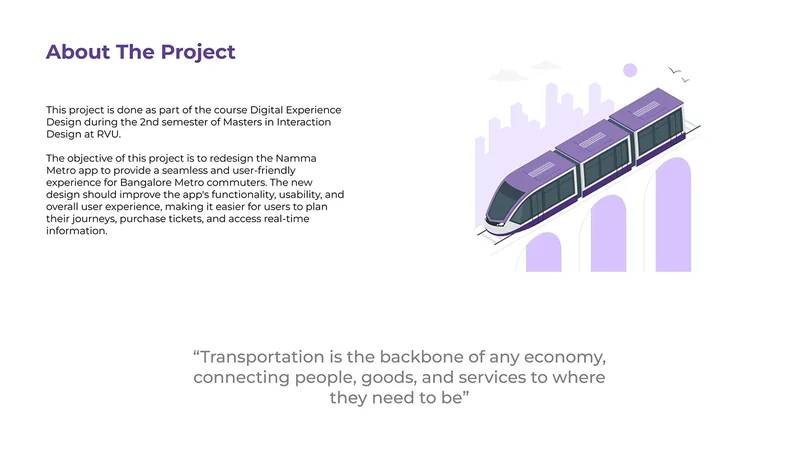 About The Project
This project is done as part of the course Digital Experience
Design during the 2nd semester of Masters in Interaction
Design at RVU.
The objective of this project is to redesign the Namma
Metro app to provide a seamless and user-friendly
experience for Bangalore Metro commuters. The new
design should improve the app's functionality, usability, and
overall user experience, making it easier for users to plan
their journeys, purchase tickets, and access real-time
information.
“Transportation is the backbone of any economy,
connecting people, goods, and services to where
they need to be”